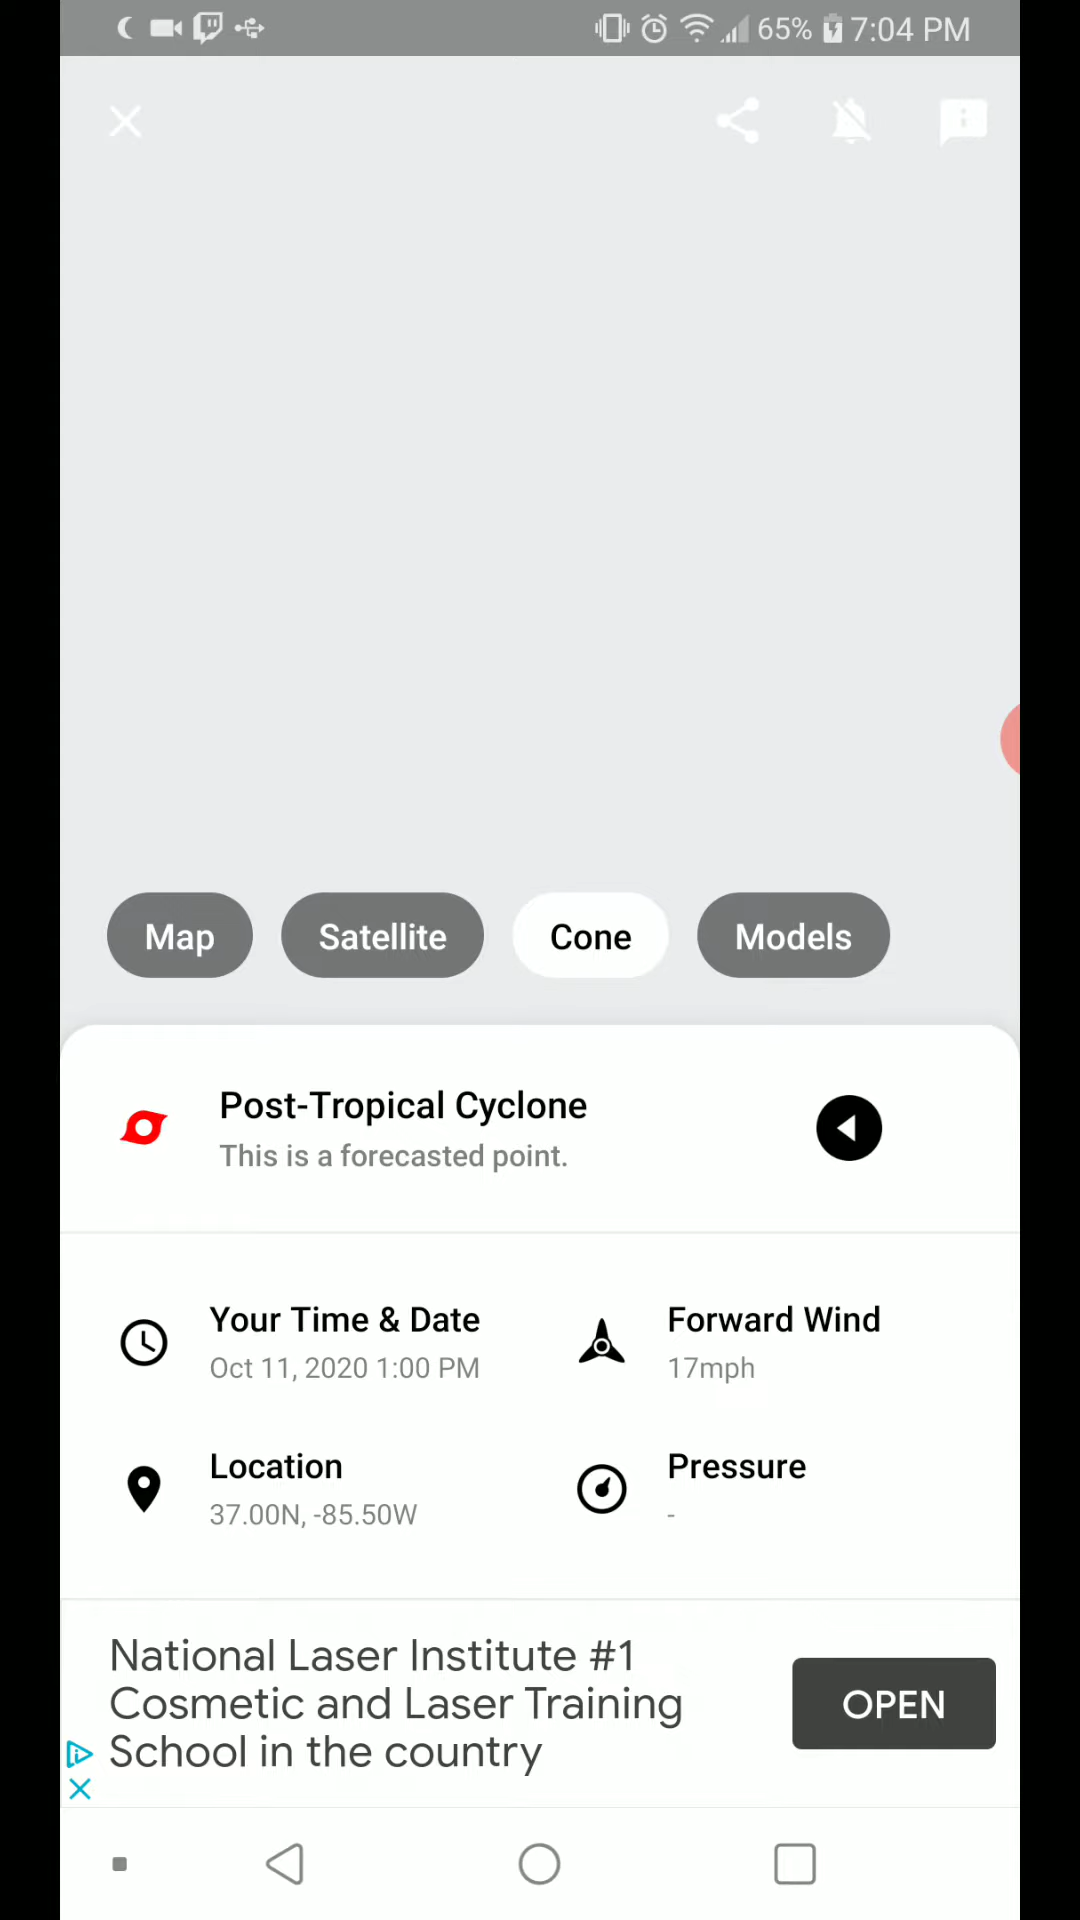 65% 7:04 PM
Map Satellite Cone Models
Post-Tropical Cyclone
This is a forecasted point.
Your Time & Date
Oct 11, 2020 1:00 PM
Forward Wind
17mph
Location
37.00N, -85.50W
Pressure
-
National Laser Institute #1
Cosmetic and Laser Training
School in the country
OPEN